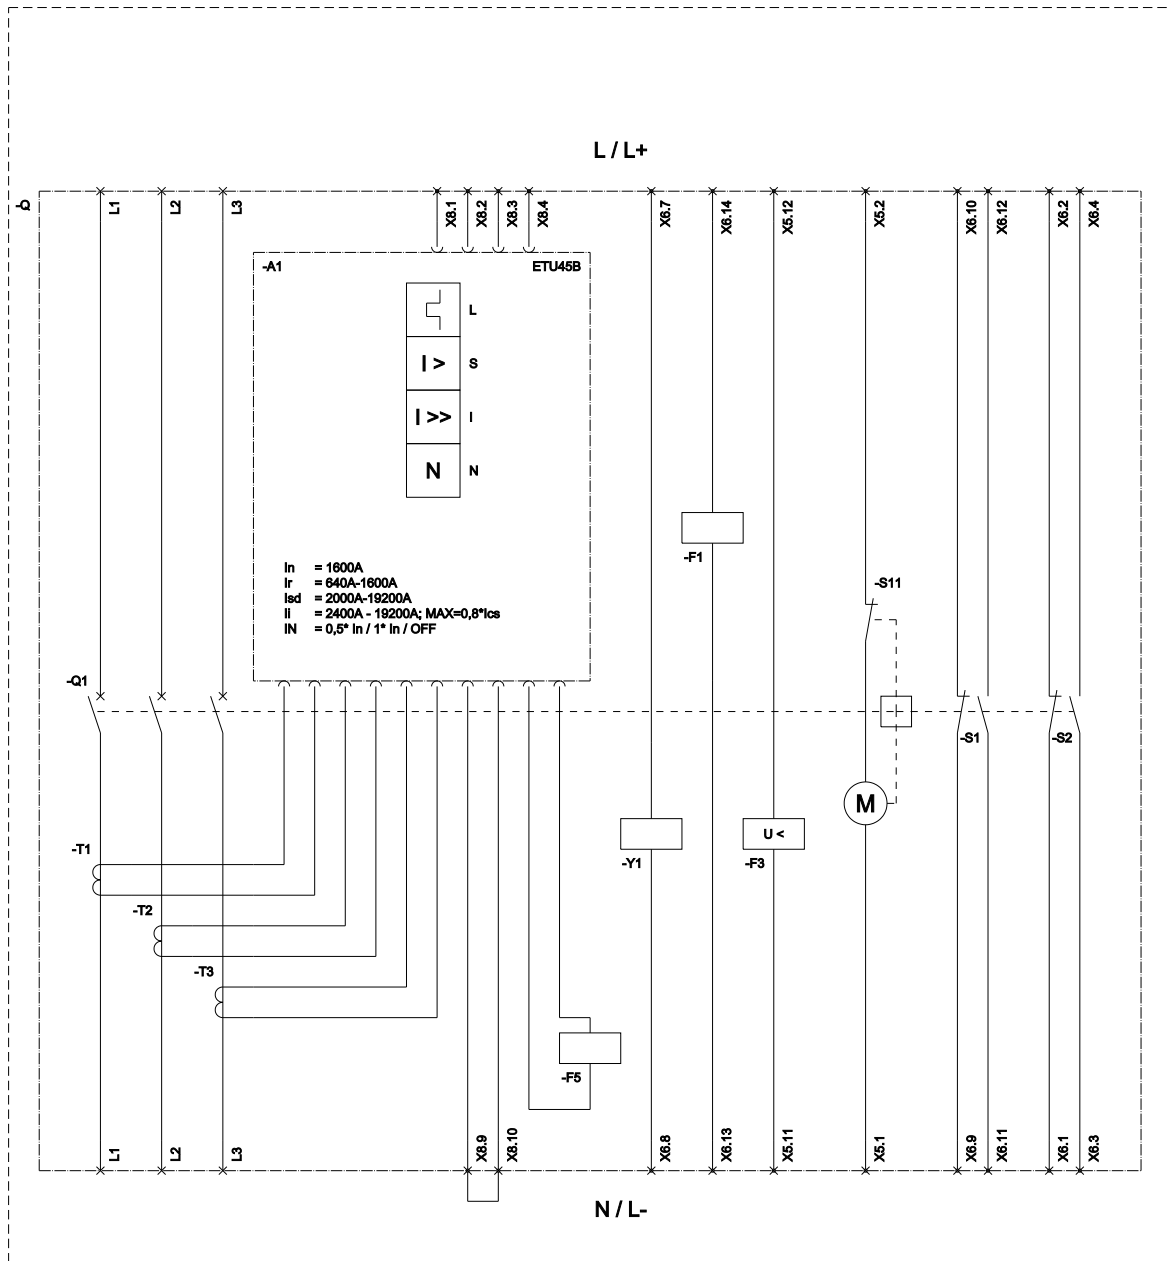 L / L+
-Q
L1
L2
L3
X8.1
X8.2
X8.3
X8.4
X6.7
X6.14
X5.12
X5.2
X6.10
X6.12
X6.2
X6.4
-A1
ETU45B
L
I >
S
I >>
I
N
N
In = 1600A
Ir = 640A-1600A
Isd = 2000A-19200A
Ii = 2400A - 19200A; MAX=0,8*Ics
IN = 0,5* In / 1* In / OFF
-F1
-S11
-Q1
-S1
-S2
M
U <
-Y1
-F3
-T1
-T2
-T3
-F5
L1
L2
L3
X8.9
X8.10
X6.8
X6.13
X5.11
X5.1
X6.9
X6.11
X6.1
X6.3
N / L-